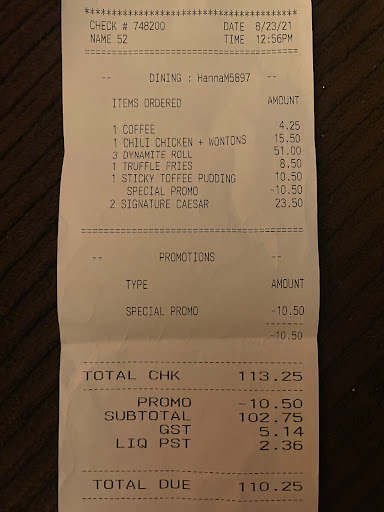 ****************************************
CHECK # 748200 DATE 8/23/21
NAME 52 TIME 12:56PM
========================================
-- DINING : HannaM5897 --
ITEMS ORDERED AMOUNT
1 COFFEE 4.25
1 CHILI CHICKEN + WONTONS 15.50
3 DYNAMITE ROLL 51.00
1 TRUFFLE FRIES 8.50
1 STICKY TOFFEE PUDDING 10.50
SPECIAL PROMO -10.50
2 SIGNATURE CAESAR 23.50
========================================
-- PROMOTIONS --
TYPE AMOUNT
SPECIAL PROMO -10.50
-------
-10.50
----------------------------------------
TOTAL CHK 113.25
----------------------------------------
PROMO -10.50
SUBTOTAL 102.75
GST 5.14
LIQ PST 2.36
----------------------------------------
TOTAL DUE 110.25
----------------------------------------